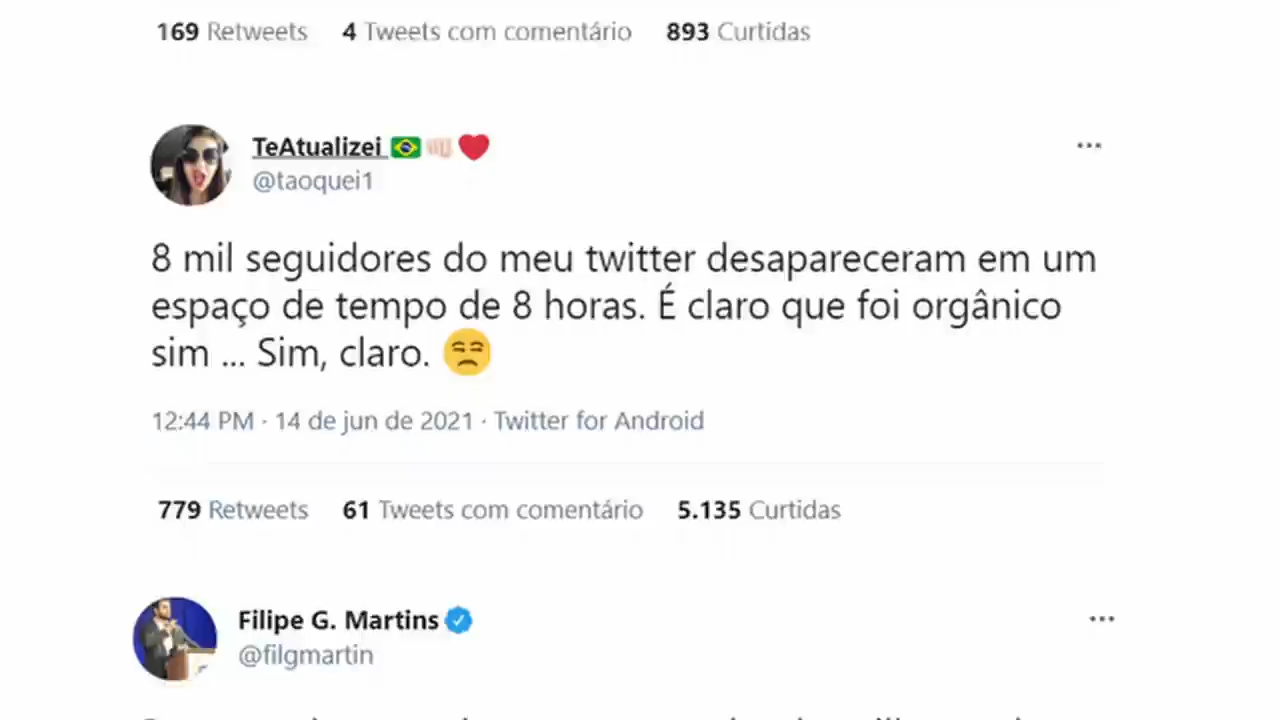 169 Retweets 4 Tweets com comentário 893 Curtidas
TeAtualizei 🇧🇷👊🏻❤️
@taoquei1
8 mil seguidores do meu twitter desapareceram em um
espaço de tempo de 8 horas. É claro que foi orgânico
sim ... Sim, claro. 😒
12:44 PM · 14 de jun de 2021 · Twitter for Android
779 Retweets 61 Tweets com comentário 5.135 Curtidas
Filipe G. Martins
@filgmartin